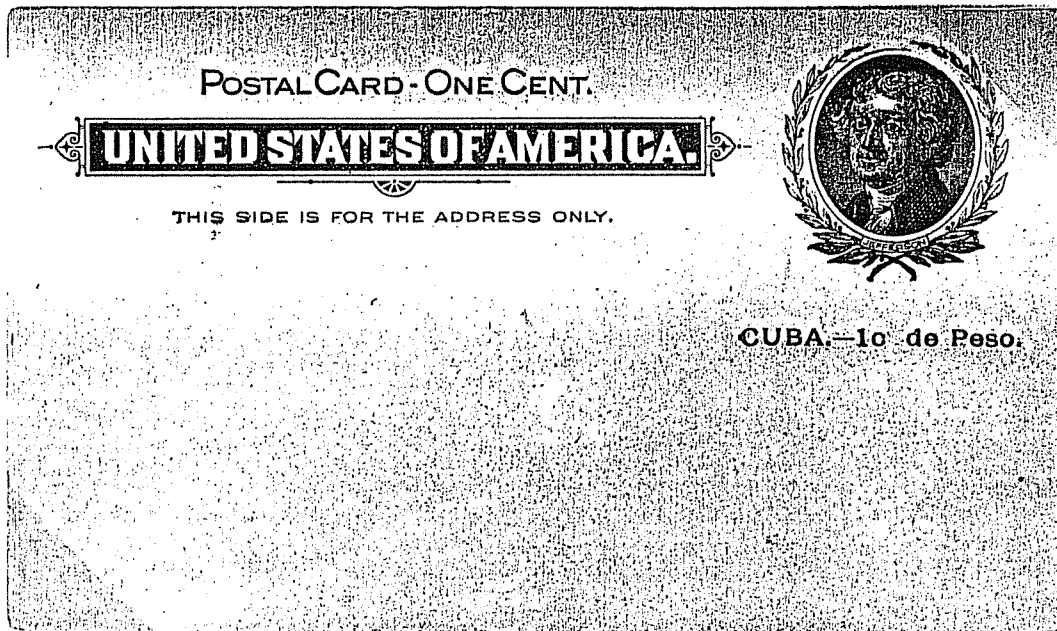 POSTAL CARD - ONE CENT.
UNITED STATES OF AMERICA.
THIS SIDE IS FOR THE ADDRESS ONLY.
JEFFERSON
CUBA.—1c de Peso.